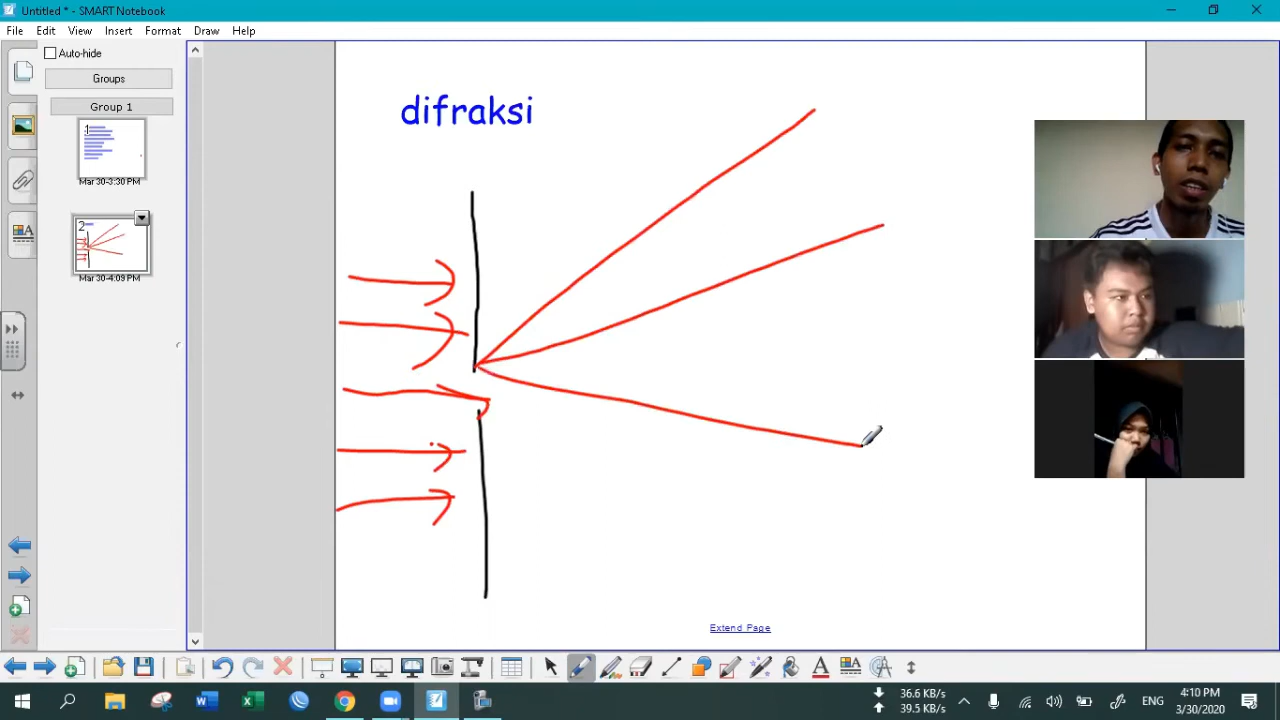 Untitled * - SMART Notebook
File Edit View Insert Format Draw Help
Auto-hide
Groups
Group 1
1
Mar 30-3:30 PM
2
Mar 30-4:09 PM
difraksi
Extend Page
36.6 KB/s
39.5 KB/s
ENG
4:10 PM
3/30/2020